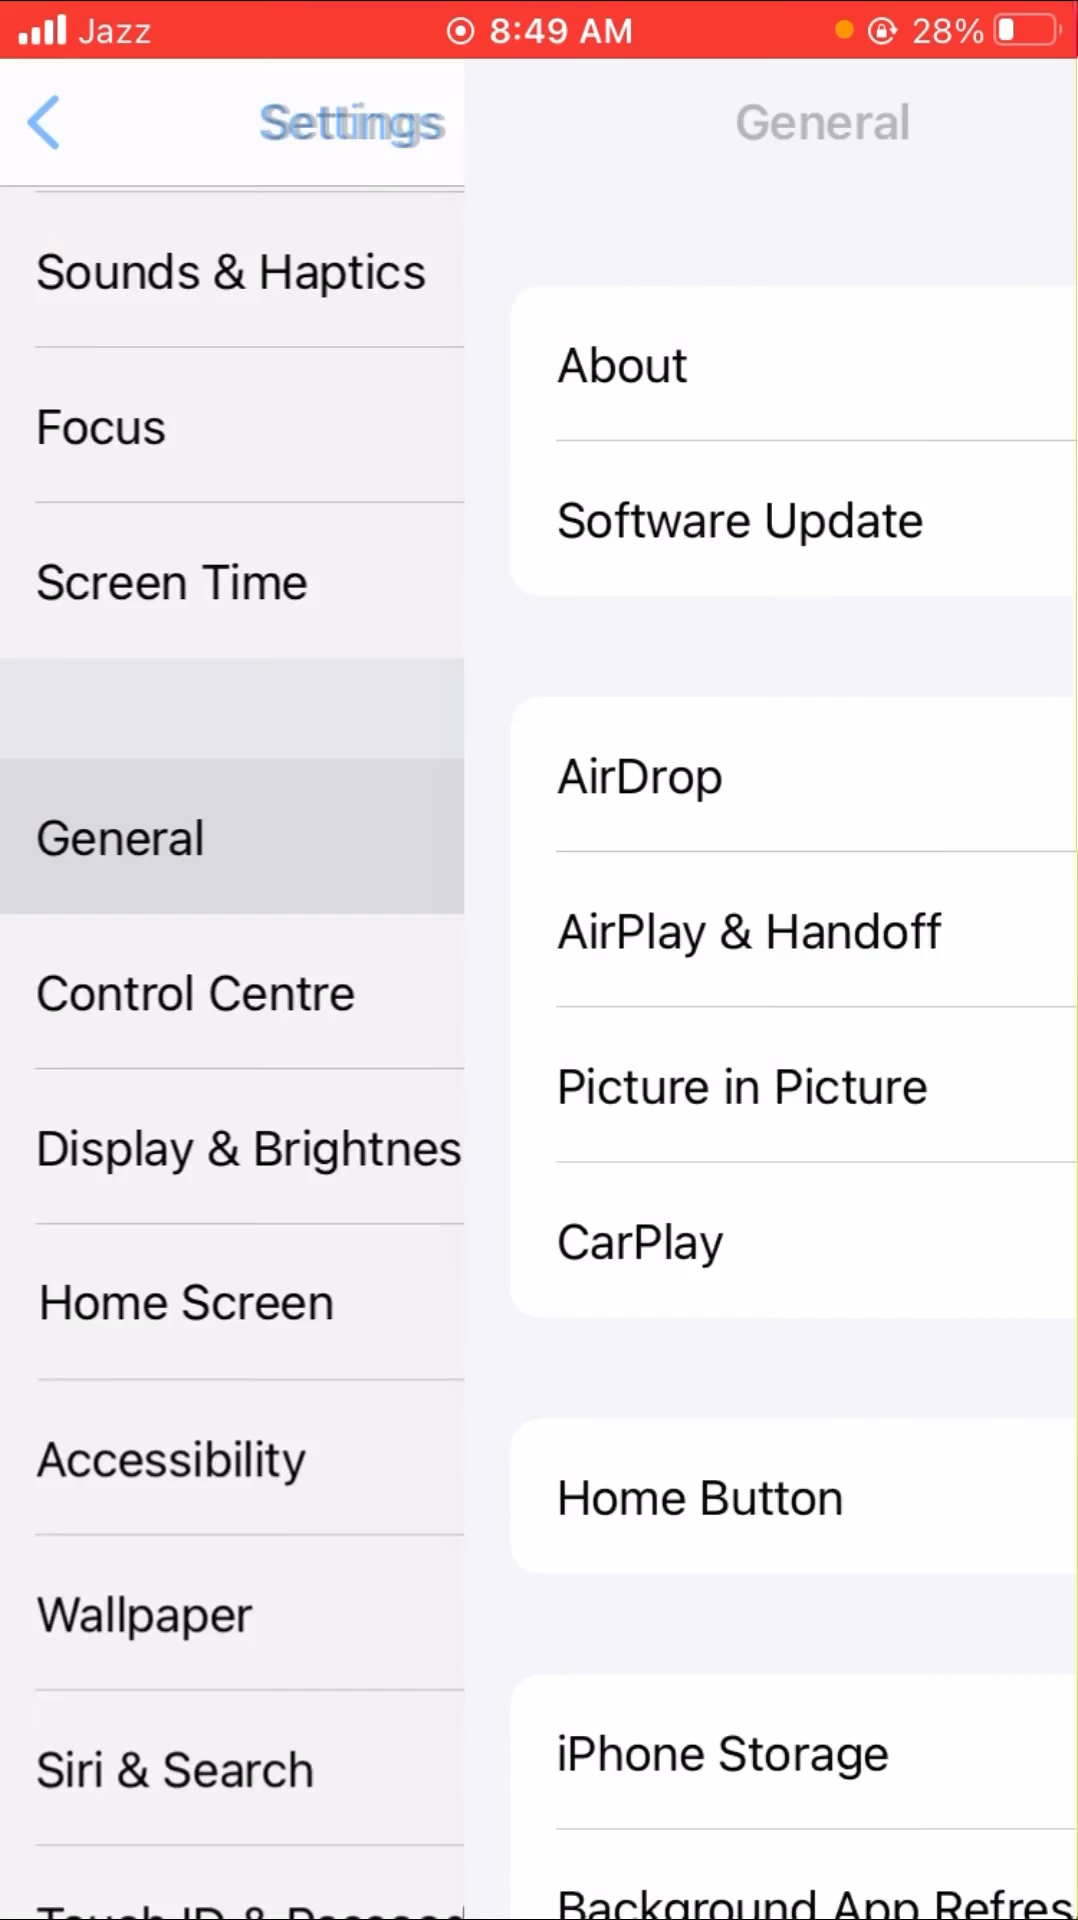 Jazz 8:49 AM 28%
Settings
Sounds & Haptics
Focus
Screen Time
General
Control Centre
Display & Brightnes
Home Screen
Accessibility
Wallpaper
Siri & Search
Touch ID &
General
About
Software Update
AirDrop
AirPlay & Handoff
Picture in Picture
CarPlay
Home Button
iPhone Storage
Background App Refres